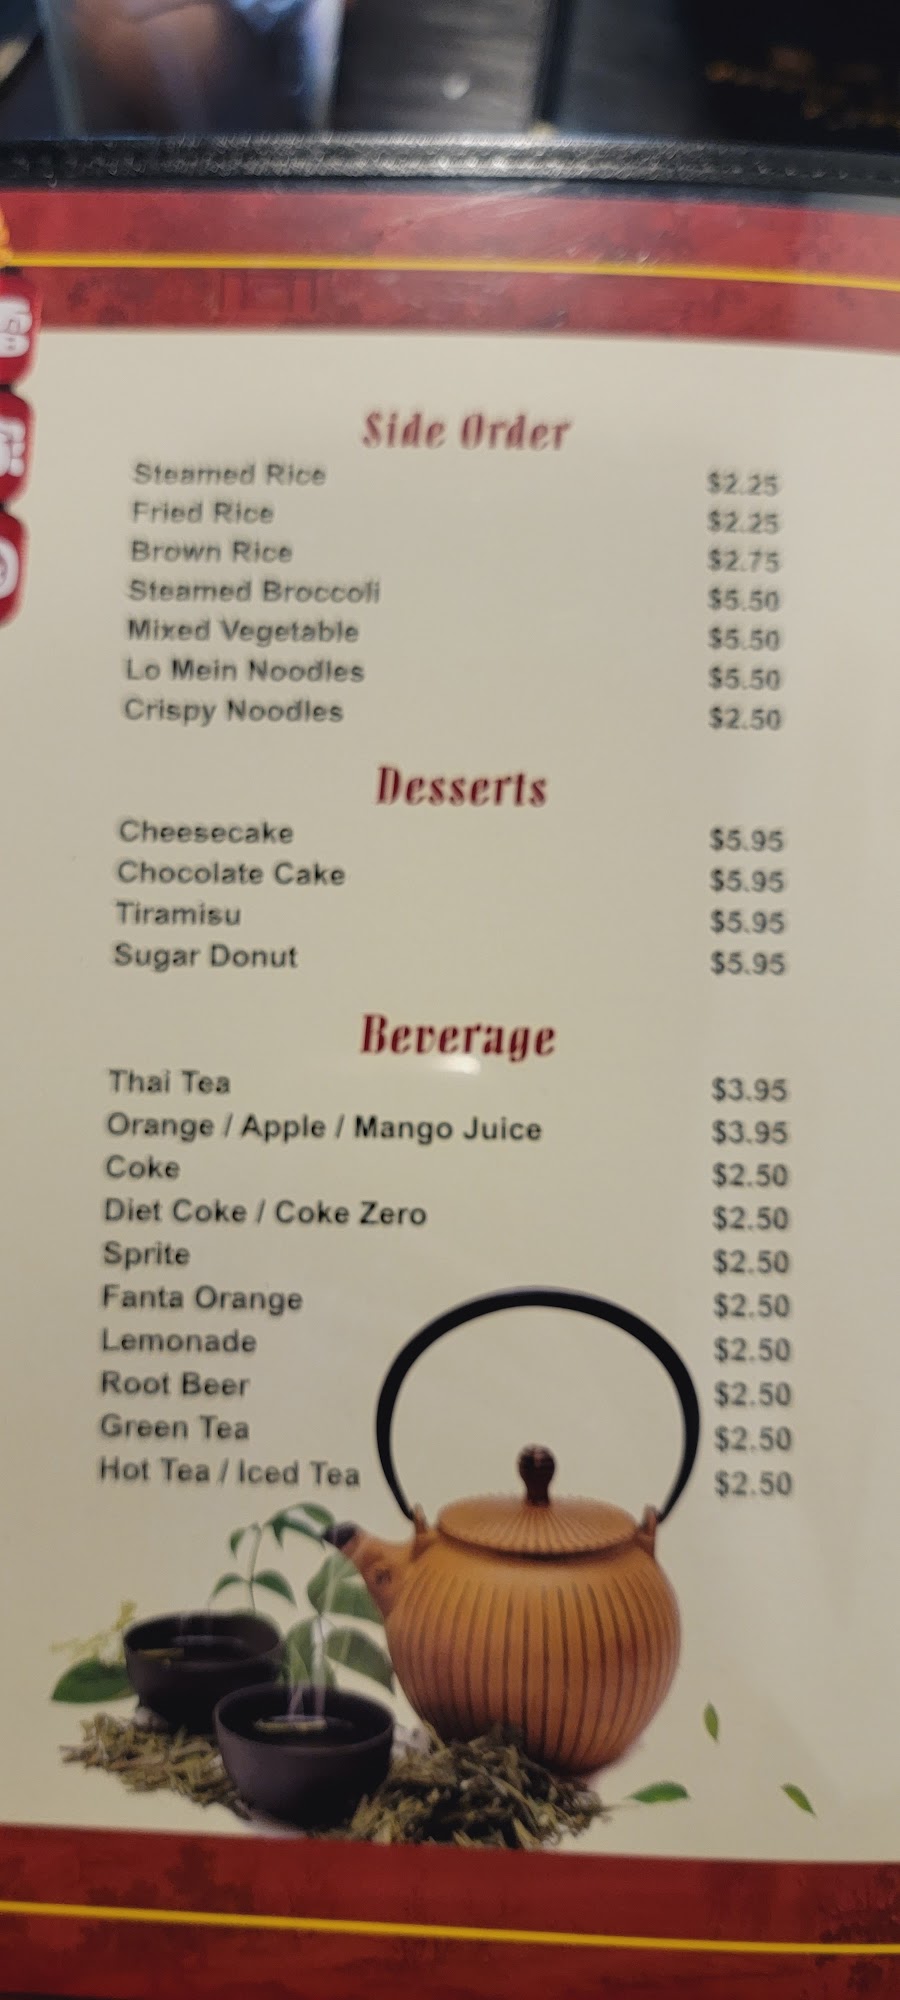 Side Order
Steamed Rice $2.25
Fried Rice $2.25
Brown Rice $2.75
Steamed Broccoli $5.50
Mixed Vegetable $5.50
Lo Mein Noodles $5.50
Crispy Noodles $2.50
Desserts
Cheesecake $5.95
Chocolate Cake $5.95
Tiramisu $5.95
Sugar Donut $5.95
Beverage
Thai Tea $3.95
Orange / Apple / Mango Juice $3.95
Coke $2.50
Diet Coke / Coke Zero $2.50
Sprite $2.50
Fanta Orange $2.50
Lemonade $2.50
Root Beer $2.50
Green Tea $2.50
Hot Tea / Iced Tea $2.50